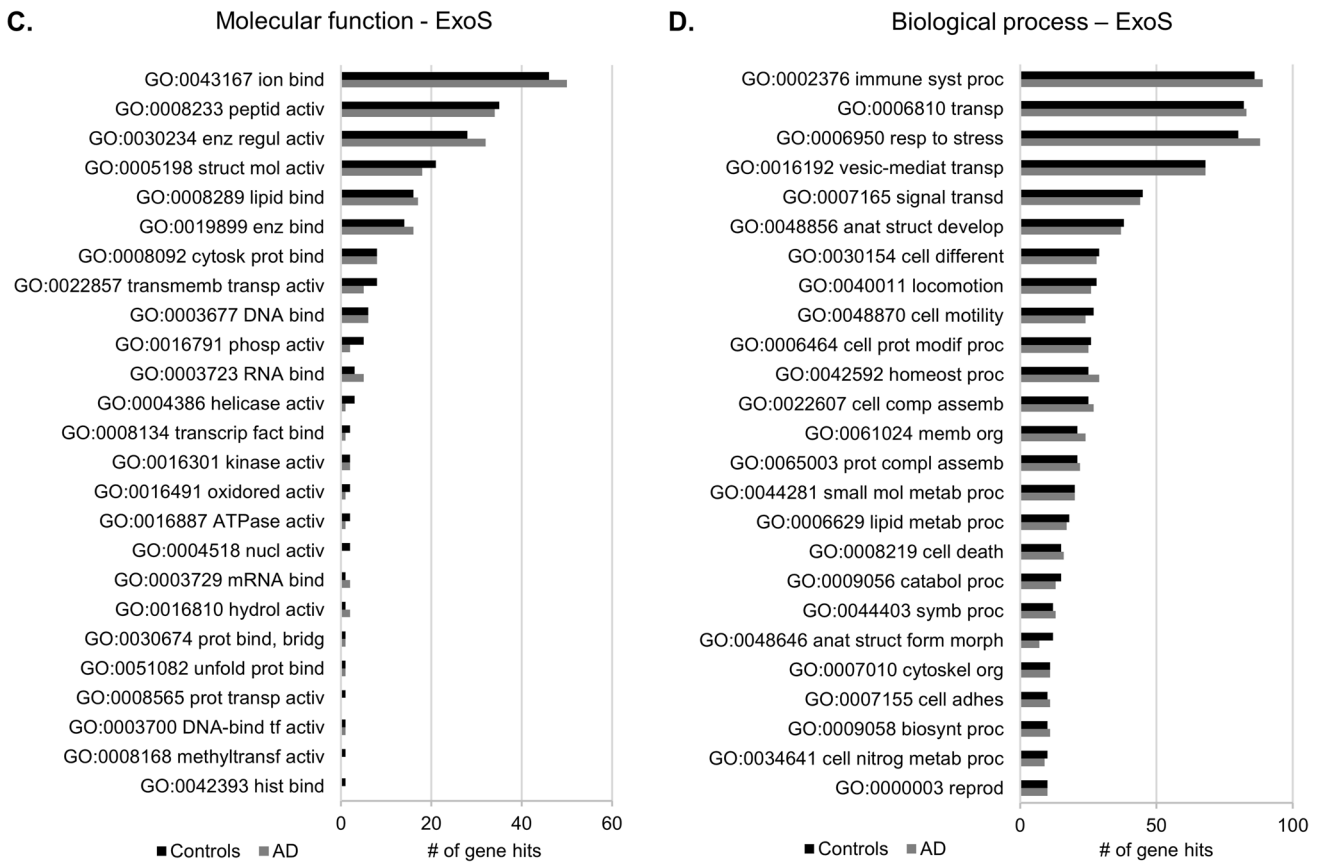 C.
Molecular function - ExoS
GO:0043167 ion bind
GO:0008233 peptid activ
GO:0030234 enz regul activ
GO:0005198 struct mol activ
GO:0008289 lipid bind
GO:0019899 enz bind
GO:0008092 cytosk prot bind
GO:0022857 transmemb transp activ
GO:0003677 DNA bind
GO:0016791 phosp activ
GO:0003723 RNA bind
GO:0004386 helicase activ
GO:0008134 transcrip fact bind
GO:0016301 kinase activ
GO:0016491 oxidored activ
GO:0016887 ATPase activ
GO:0004518 nucl activ
GO:0003729 mRNA bind
GO:0016810 hydrol activ
GO:0030674 prot bind, bridg
GO:0051082 unfold prot bind
GO:0008565 prot transp activ
GO:0003700 DNA-bind tf activ
GO:0008168 methyltransf activ
GO:0042393 hist bind
0 20 40 60
Controls AD # of gene hits
D.
Biological process – ExoS
GO:0002376 immune syst proc
GO:0006810 transp
GO:0006950 resp to stress
GO:0016192 vesic-mediat transp
GO:0007165 signal transd
GO:0048856 anat struct develop
GO:0030154 cell different
GO:0040011 locomotion
GO:0048870 cell motility
GO:0006464 cell prot modif proc
GO:0042592 homeost proc
GO:0022607 cell comp assemb
GO:0061024 memb org
GO:0065003 prot compl assemb
GO:0044281 small mol metab proc
GO:0006629 lipid metab proc
GO:0008219 cell death
GO:0009056 catabol proc
GO:0044403 symb proc
GO:0048646 anat struct form morph
GO:0007010 cytoskel org
GO:0007155 cell adhes
GO:0009058 biosynt proc
GO:0034641 cell nitrog metab proc
GO:0000003 reprod
0 50 100
Controls AD # of gene hits